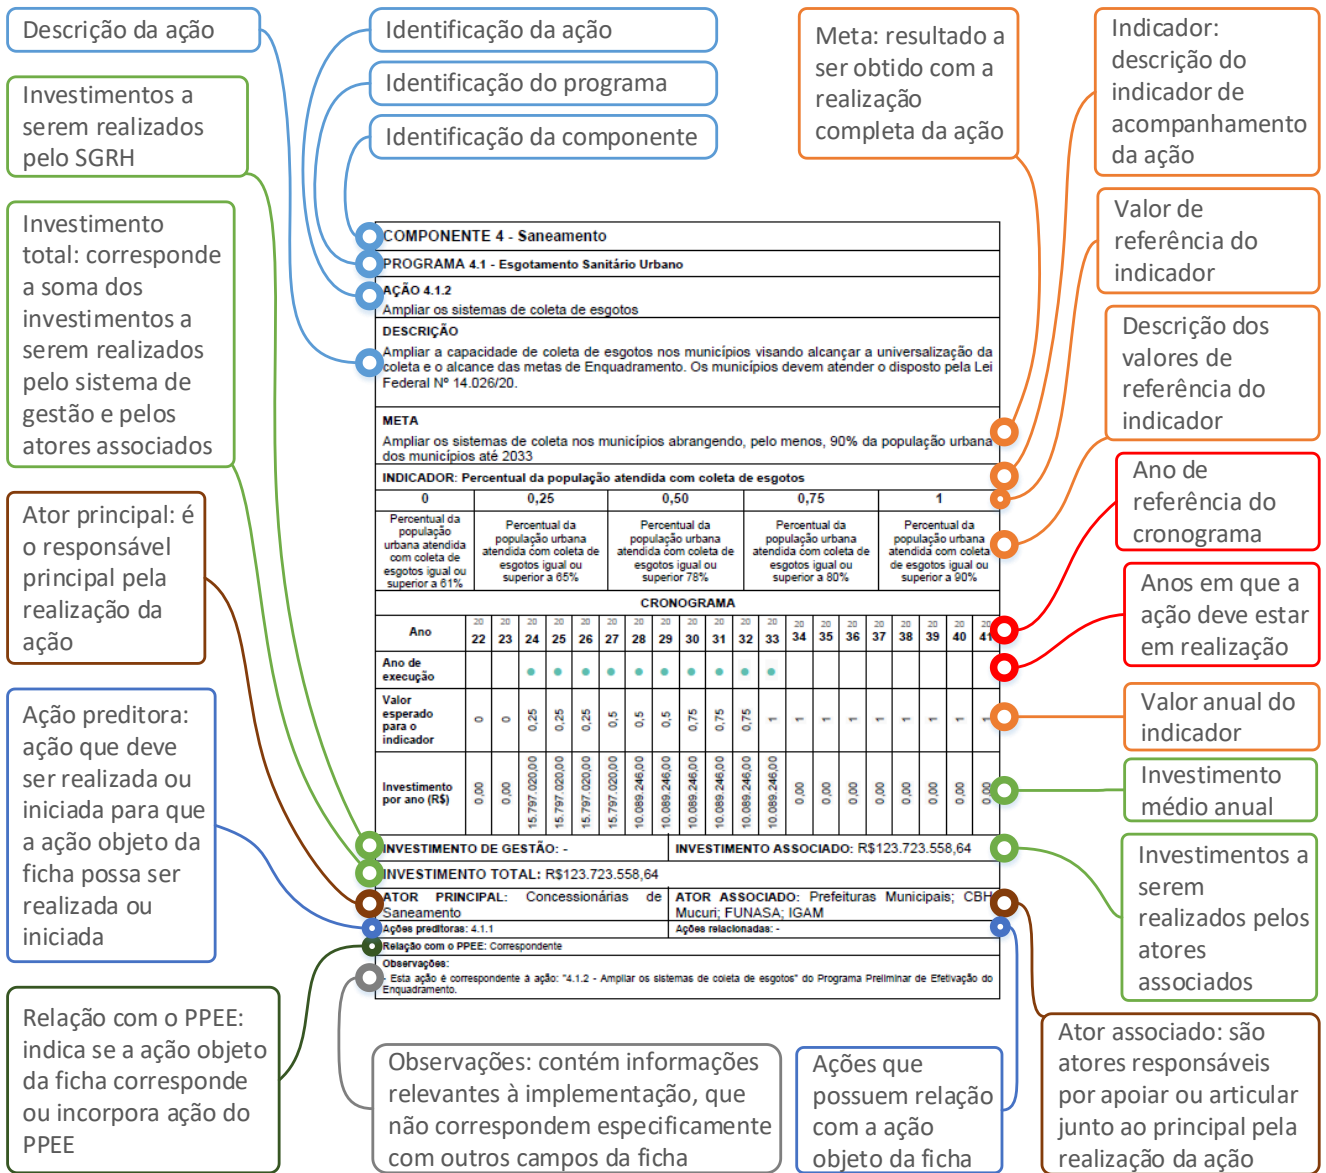 Descrição da ação
Investimentos a
serem realizados
pelo SGRH
Investimento
total: corresponde
a soma dos
investimentos a
serem realizados
pelo sistema de
gestão e pelos
atores associados
Ator principal: é
o responsável
principal pela
realização da
ação
Ação preditora:
ação que deve
ser realizada ou
iniciada para que
a ação objeto da
ficha possa ser
realizada ou
iniciada
Relação com o PPEE:
indica se a ação objeto
da ficha corresponde
ou incorpora ação do
PPEE
Identificação da ação
Identificação do programa
Identificação da componente
COMPONENTE 4 - Saneamento
PROGRAMA 4.1 - Esgotamento Sanitário Urbano
AÇÃO 4.1.2
Ampliar os sistemas de coleta de esgotos
DESCRIÇÃO
Ampliar a capacidade de coleta de esgotos nos municípios visando alcançar a universalização da
coleta e o alcance das metas de Enquadramento. Os municípios devem atender o disposto pela Lei
Federal Nº 14.026/20.
META
Ampliar os sistemas de coleta nos municípios abrangendo, pelo menos, 90% da população urbana
dos municípios até 2033
INDICADOR: Percentual da população atendida com coleta de esgotos
0 0,25 0,50 0,75 1
Percentual da
população
urbana atendida
com coleta de
esgotos igual ou
superior a 61%
Percentual da
população urbana
atendida com coleta de
esgotos igual ou
superior a 65%
Percentual da
população urbana
atendida com coleta de
esgotos igual ou
superior 78%
Percentual da
população urbana
atendida com coleta de
esgotos igual ou
superior a 80%
Percentual da
população urbana
atendida com coleta
de esgotos igual ou
superior a 90%
CRONOGRAMA
Ano 2022 2023 2024 2025 2026 2027 2028 2029 2030 2031 2032 2033 2034 2035 2036 2037 2038 2039 2040 2041
Ano de
execução
Valor
esperado
para o
indicador
0 0 0,25 0,25 0,25 0,5 0,5 0,5 0,75 0,75 0,75 1 1 1 1 1 1 1 1 1
Investimento
por ano (R$)
0,00 0,00 15.797.020,00 15.797.020,00 15.797.020,00 15.797.020,00 10.089.246,00 10.089.246,00 10.089.246,00 10.089.246,00 10.089.246,00 10.089.246,00 0,00 0,00 0,00 0,00 0,00 0,00 0,00 0,00
INVESTIMENTO DE GESTÃO: - INVESTIMENTO ASSOCIADO: R$123.723.558,64
INVESTIMENTO TOTAL: R$123.723.558,64
ATOR PRINCIPAL: Concessionárias de
Saneamento
ATOR ASSOCIADO: Prefeituras Municipais; CBH
Mucuri; FUNASA; IGAM
Ações preditoras: 4.1.1 Ações relacionadas: -
Relação com o PPEE: Correspondente
Observações:
- Esta ação é correspondente à ação: "4.1.2 - Ampliar os sistemas de coleta de esgotos" do Programa Preliminar de Efetivação do
Enquadramento.
Observações: contém informações
relevantes à implementação, que
não correspondem especificamente
com outros campos da ficha
Ações que
possuem relação
com a ação
objeto da ficha
Meta: resultado a
ser obtido com a
realização
completa da ação
Indicador:
descrição do
indicador de
acompanhamento
da ação
Valor de
referência do
indicador
Descrição dos
valores de
referência do
indicador
Ano de
referência do
cronograma
Anos em que a
ação deve estar
em realização
Valor anual do
indicador
Investimento
médio anual
Investimentos a
serem
realizados pelos
atores
associados
Ator associado: são
atores responsáveis
por apoiar ou articular
junto ao principal pela
realização da ação